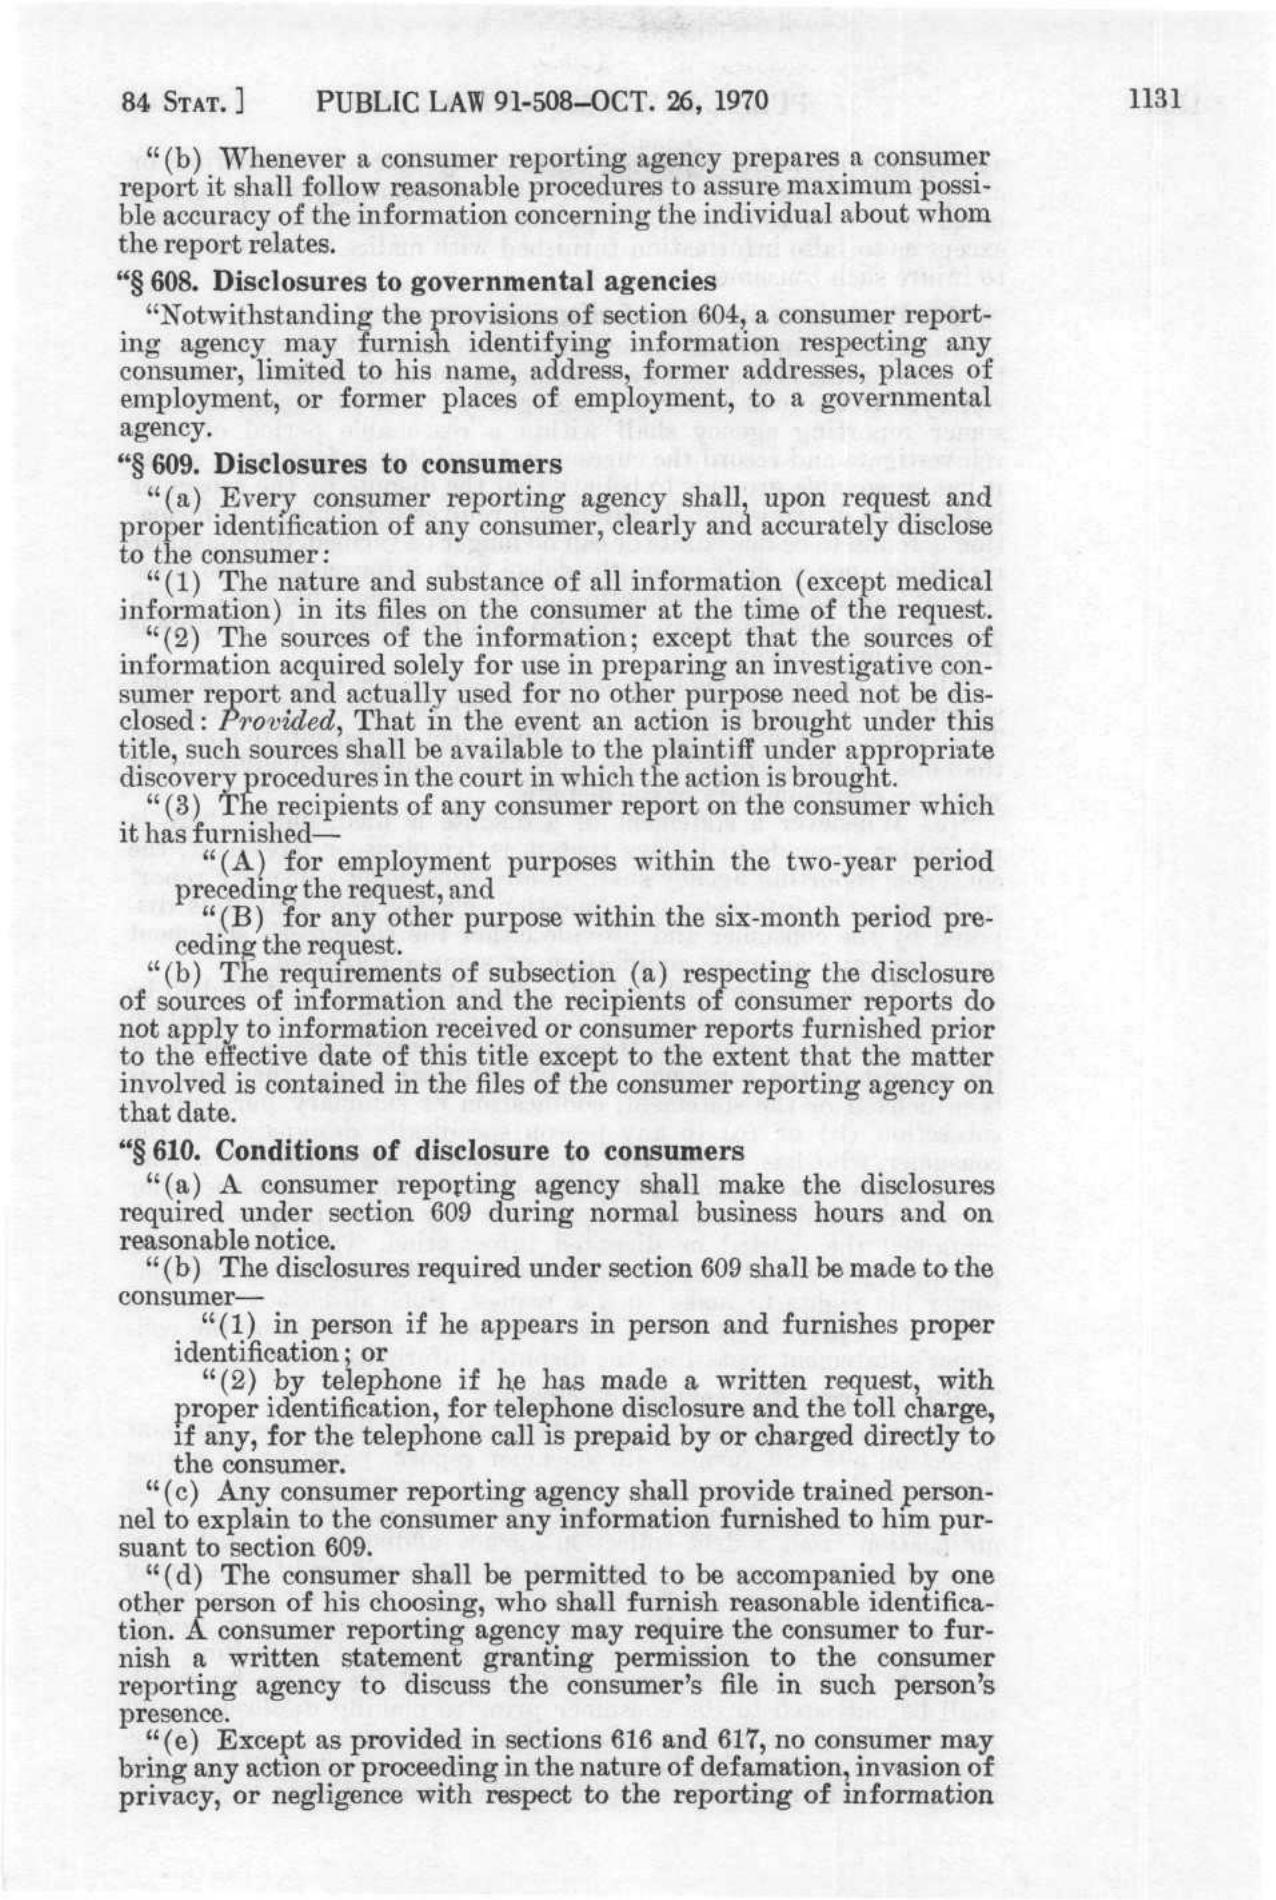 84 STAT. ] PUBLIC LAW 91-508–OCT. 26, 1970 1131
“(b) Whenever a consumer reporting agency prepares a consumer
report it shall follow reasonable procedures to assure maximum possi-
ble accuracy of the information concerning the individual about whom
the report relates.
“§ 608. Disclosures to governmental agencies
“Notwithstanding the provisions of section 604, a consumer report-
ing agency may furnish identifying information respecting any
consumer, limited to his name, address, former addresses, places of
employment, or former places of employment, to a governmental
agency.
“§ 609. Disclosures to consumers
“(a) Every consumer reporting agency shall, upon request and
proper identification of any consumer, clearly and accurately disclose
to the consumer:
“(1) The nature and substance of all information (except medical
information) in its files on the consumer at the time of the request.
“(2) The sources of the information; except that the sources of
information acquired solely for use in preparing an investigative con-
sumer report and actually used for no other purpose need not be dis-
closed: Provided, That in the event an action is brought under this
title, such sources shall be available to the plaintiff under appropriate
discovery procedures in the court in which the action is brought.
“(3) The recipients of any consumer report on the consumer which
it has furnished—
“(A) for employment purposes within the two-year period
preceding the request, and
“(B) for any other purpose within the six-month period pre-
ceding the request.
“(b) The requirements of subsection (a) respecting the disclosure
of sources of information and the recipients of consumer reports do
not apply to information received or consumer reports furnished prior
to the effective date of this title except to the extent that the matter
involved is contained in the files of the consumer reporting agency on
that date.
“§ 610. Conditions of disclosure to consumers
“(a) A consumer reporting agency shall make the disclosures
required under section 609 during normal business hours and on
reasonable notice.
“(b) The disclosures required under section 609 shall be made to the
consumer—
“(1) in person if he appears in person and furnishes proper
identification; or
“(2) by telephone if he has made a written request, with
proper identification, for telephone disclosure and the toll charge,
if any, for the telephone call is prepaid by or charged directly to
the consumer.
“(c) Any consumer reporting agency shall provide trained person-
nel to explain to the consumer any information furnished to him pur-
suant to section 609.
“(d) The consumer shall be permitted to be accompanied by one
other person of his choosing, who shall furnish reasonable identifica-
tion. A consumer reporting agency may require the consumer to fur-
nish a written statement granting permission to the consumer
reporting agency to discuss the consumer's file in such person's
presence.
“(e) Except as provided in sections 616 and 617, no consumer may
bring any action or proceeding in the nature of defamation, invasion of
privacy, or negligence with respect to the reporting of information